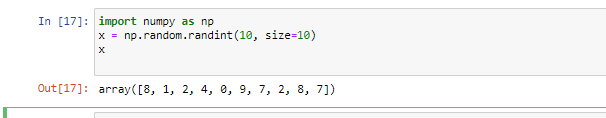 In [17]: import numpy as np
x = np.random.randint(10, size=10)
x
Out[17]: array([8, 1, 2, 4, 0, 9, 7, 2, 8, 7])